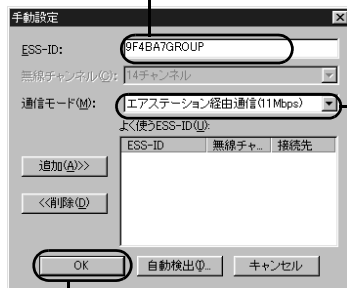 手動設定
ESS-ID:
9F4BA7GROUP
無線チャンネル(C):
14チャンネル
通信モード(M):
エアステーション経由通信(11Mbps)
よく使うESS-ID(U):
ESS-ID
無線チャ...
接続先
追加(A)>>
<<削除(D)
OK
自動検出(I)...
キャンセル